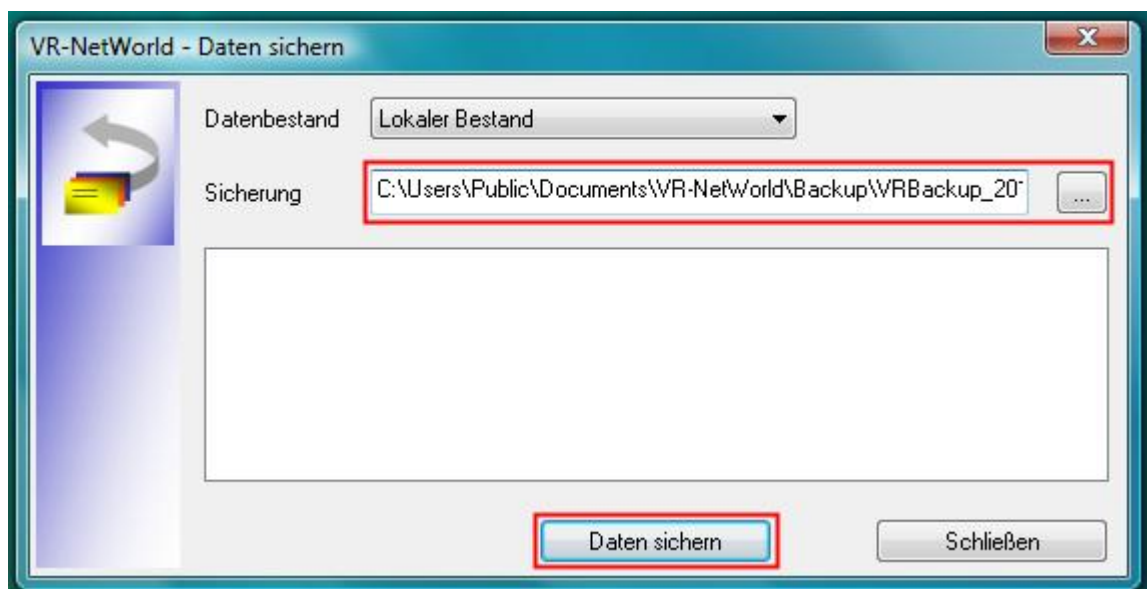 VR-NetWorld - Daten sichern
Datenbestand Lokaler Bestand
Sicherung C:\Users\Public\Documents\VR-NetWorld\Backup\VRBackup_20 ...
Daten sichern Schließen